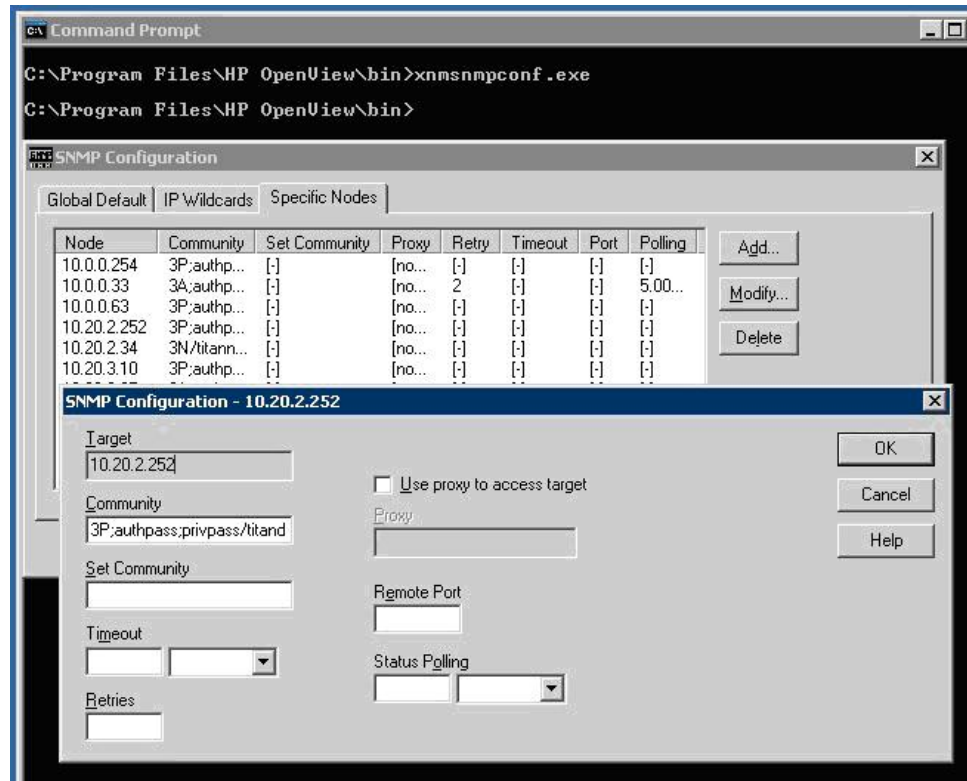 Command Prompt
C:\Program Files\HP OpenView\bin>xnmsnmpconf.exe
C:\Program Files\HP OpenView\bin>
SNMP Configuration
Global Default IP Wildcards Specific Nodes
Node Community Set Community Proxy Retry Timeout Port Polling
10.0.0.254 3P;authp... [-] [no... [-] [-] [-] [-]
10.0.0.33 3A;authp... [-] [no... 2 [-] [-] 5.00...
10.0.0.63 3P;authp... [-] [no... [-] [-] [-] [-]
10.20.2.252 3P;authp... [-] [no... [-] [-] [-] [-]
10.20.2.34 3N/titann... [-] [no... [-] [-] [-] [-]
10.20.3.10 3P;authp... [-] [no... [-] [-] [-] [-]
Add...
Modify...
Delete
SNMP Configuration - 10.20.2.252
Target
10.20.2.252
Community
3P;authpass;privpass/titand
Set Community
Timeout
Retries
Use proxy to access target
Proxy
Remote Port
Status Polling
OK
Cancel
Help